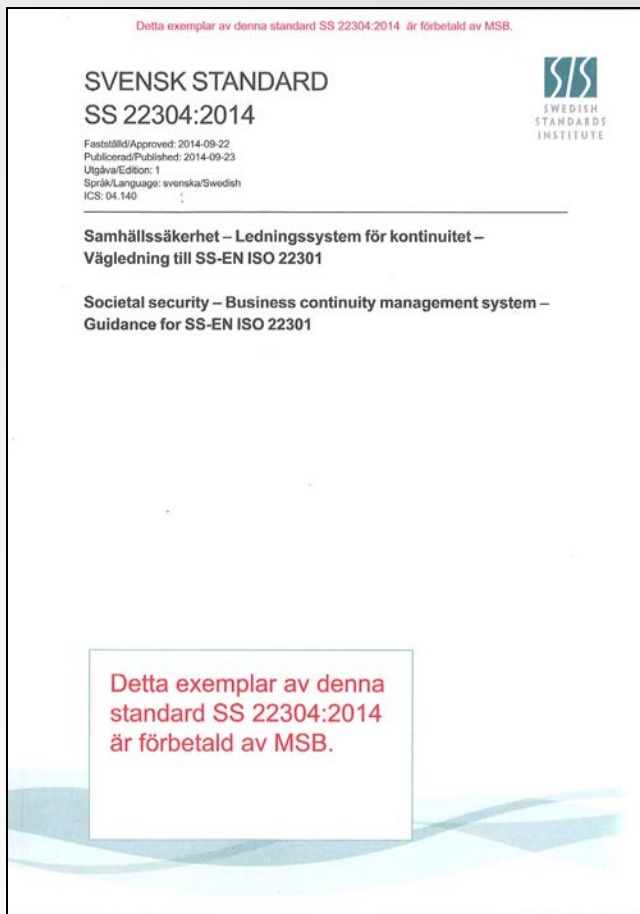 Detta exemplar av denna standard SS 22304:2014 är förbetald av MSB.
SVENSK STANDARD
SS 22304:2014
SIS
SWEDISH
STANDARDS
INSTITUTE
Fastställd/Approved: 2014-09-22
Publicerad/Published: 2014-09-23
Utgåva/Edition: 1
Språk/Language: svenska/Swedish
ICS: 04.140
Samhällssäkerhet – Ledningssystem för kontinuitet –
Vägledning till SS-EN ISO 22301
Societal security – Business continuity management system –
Guidance for SS-EN ISO 22301
Detta exemplar av denna
standard SS 22304:2014
är förbetald av MSB.